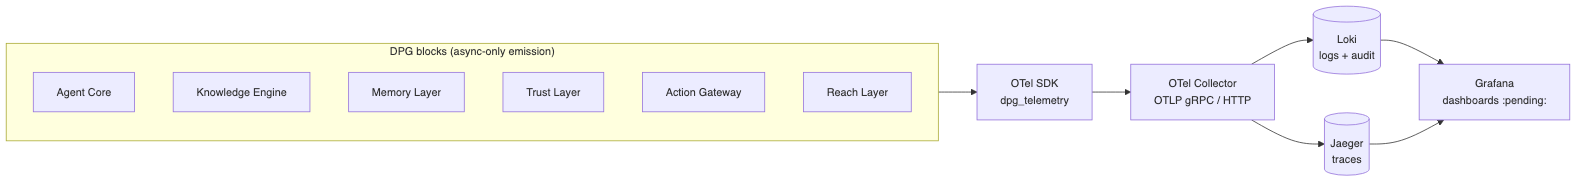 DPG blocks (async-only emission)
Agent Core
Knowledge Engine
Memory Layer
Trust Layer
Action Gateway
Reach Layer
OTel SDK
dpg_telemetry
OTel Collector
OTLP gRPC / HTTP
Loki
logs + audit
Jaeger
traces
Grafana
dashboards :pending: